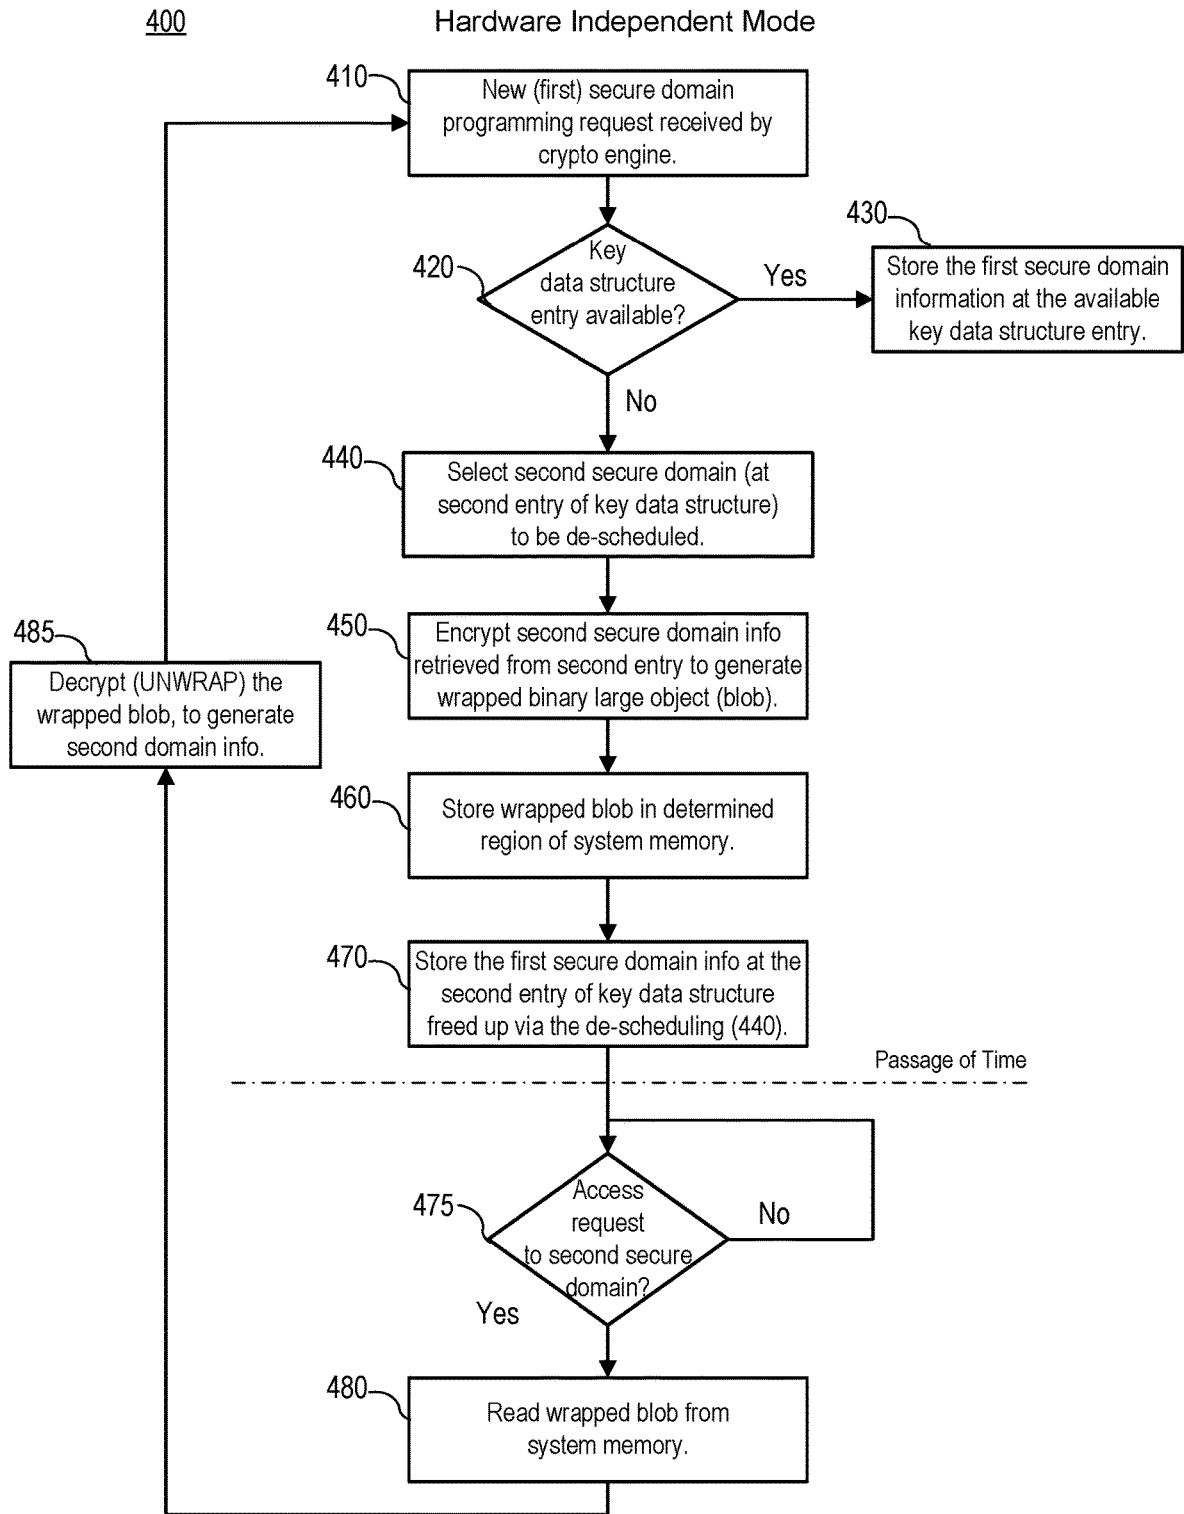 400
Hardware Independent Mode
410
New (first) secure domain
programming request received by
crypto engine.
420
Key
data structure
entry available?
Yes
430
Store the first secure domain
information at the available
key data structure entry.
No
440
Select second secure domain (at
second entry of key data structure)
to be de-scheduled.
450
Encrypt second secure domain info
retrieved from second entry to generate
wrapped binary large object (blob).
485
Decrypt (UNWRAP) the
wrapped blob, to generate
second domain info.
460
Store wrapped blob in determined
region of system memory.
470
Store the first secure domain info at the
second entry of key data structure
freed up via the de-scheduling (440).
Passage of Time
475
Access
request
to second secure
domain?
No
Yes
480
Read wrapped blob from
system memory.